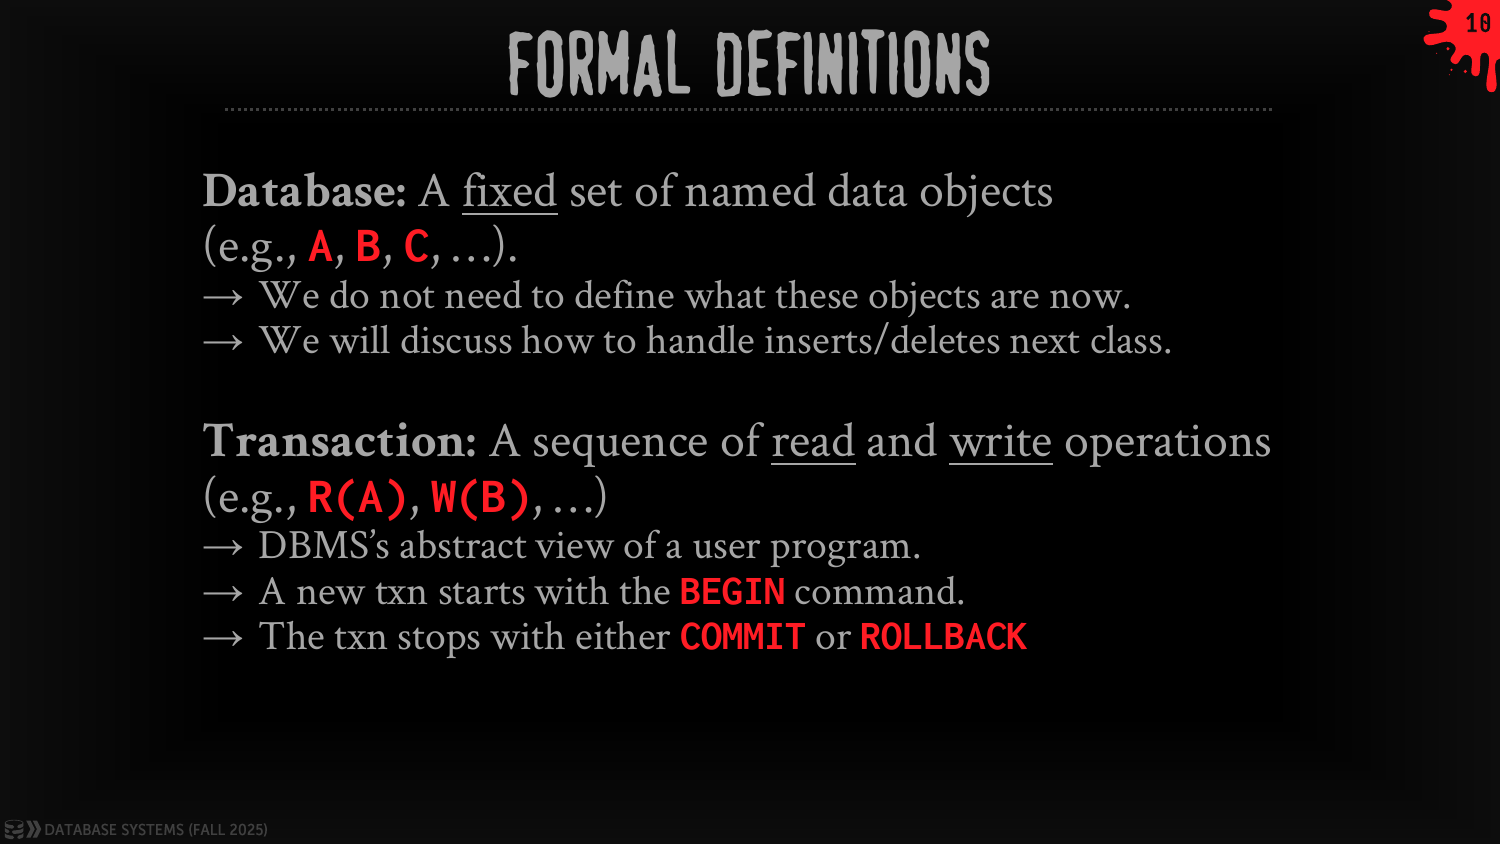 10
FORMAL DEFINITIONS
Database: A fixed set of named data objects
(e.g., A, B, C, …).
→ We do not need to define what these objects are now.
→ We will discuss how to handle inserts/deletes next class.
Transaction: A sequence of read and write operations
(e.g., R(A), W(B), …)
→ DBMS’s abstract view of a user program.
→ A new txn starts with the BEGIN command.
→ The txn stops with either COMMIT or ROLLBACK
DATABASE SYSTEMS (FALL 2025)